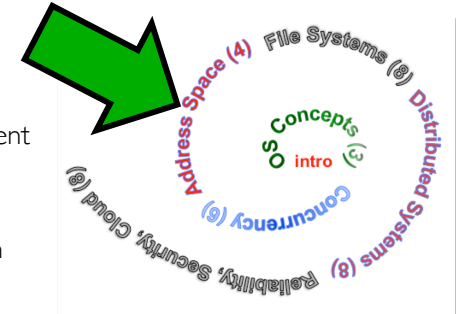 ent
n
intro
OS Concepts (3)
Concurrency (6)
Address Space (4)
File Systems (8)
Distributed Systems (8)
Reliability, Security, Cloud (8)